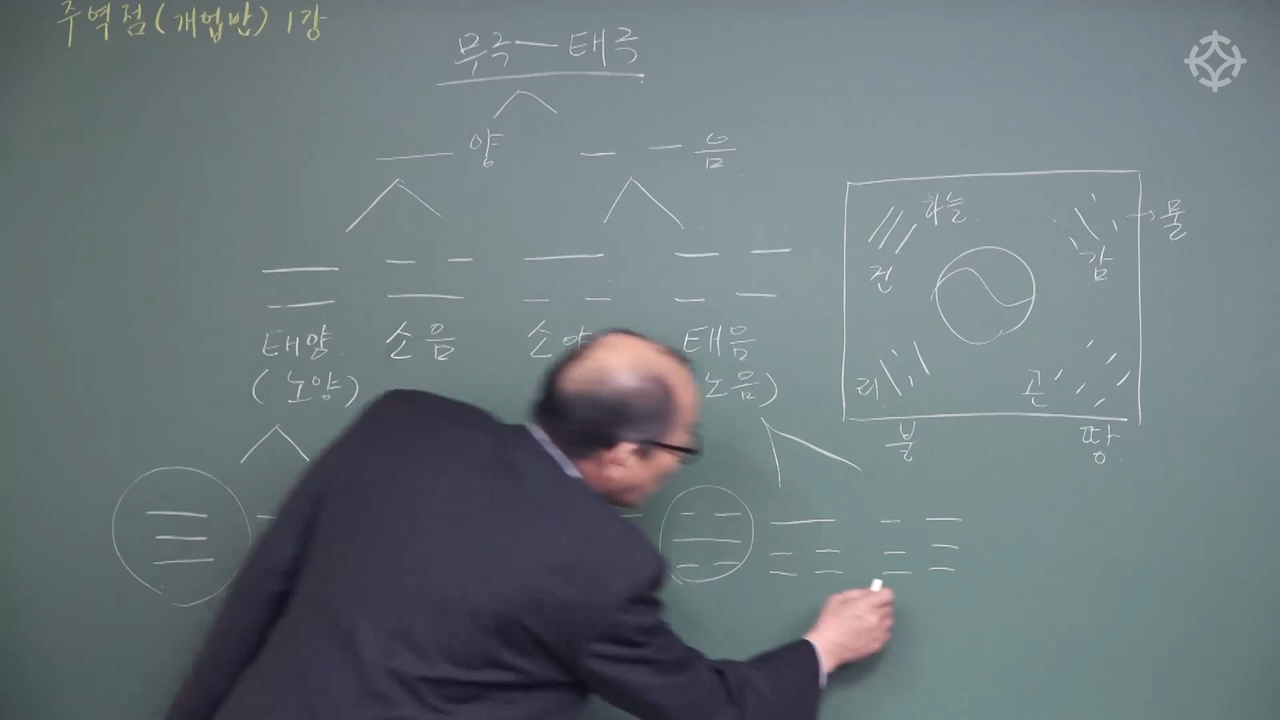 주역점(개업반) 1강
무극 — 태극
양 음
하늘 → 물
건 감
태양 소음 소 태음
(노양) 노음)
리 곤
불 땅